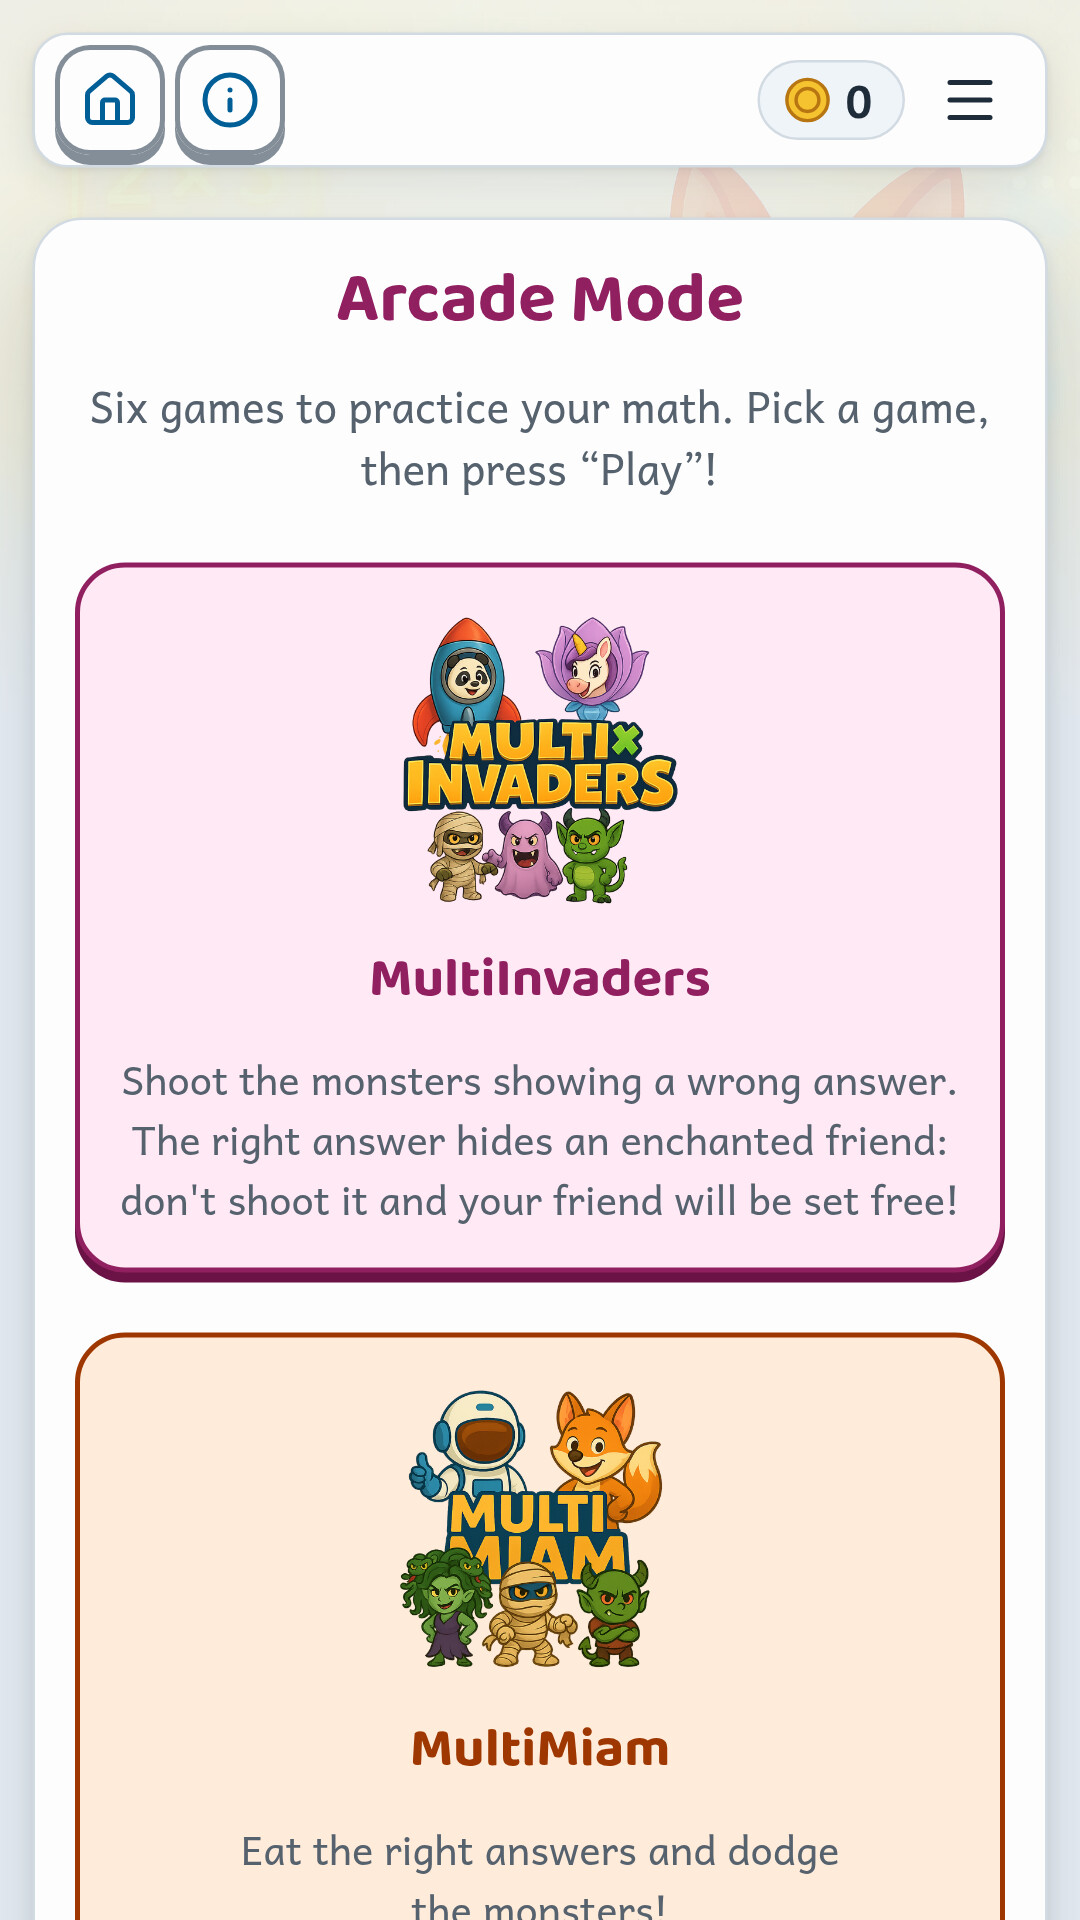 0
Arcade Mode
Six games to practice your math. Pick a game,
then press “Play”!
MULTI×
INVADERS
MultiInvaders
Shoot the monsters showing a wrong answer.
The right answer hides an enchanted friend:
don't shoot it and your friend will be set free!
MULTI
MIAM
MultiMiam
Eat the right answers and dodge
the monsters!